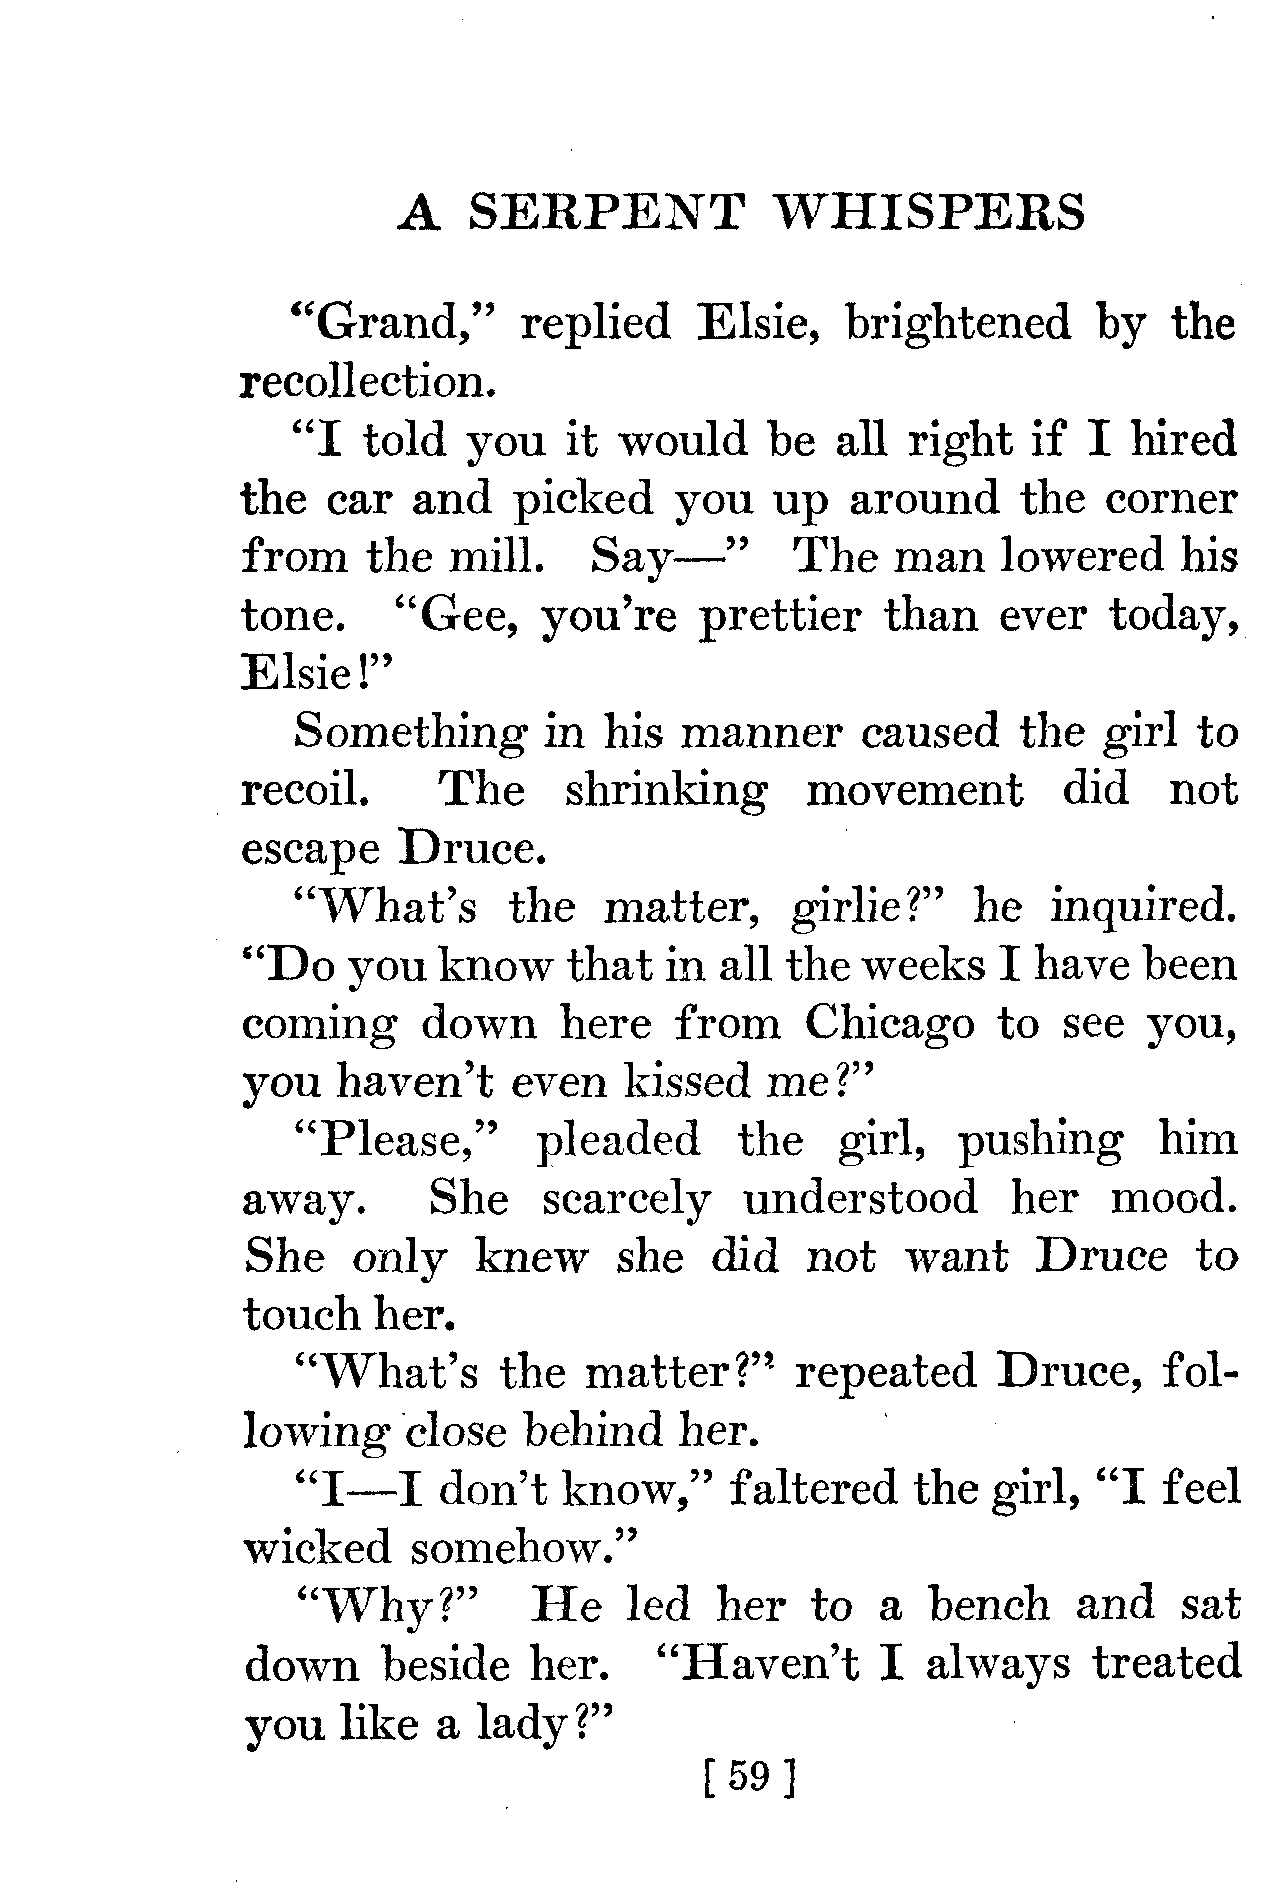 A SERPENT WHISPERS
“Grand,” replied Elsie, brightened by the
recollection.
“I told you it would be all right if I hired
the car and picked you up around the corner
from the mill. Say—” The man lowered his
tone. “Gee, you’re prettier than ever today,
Elsie!”
Something in his manner caused the girl to
recoil. The shrinking movement did not
escape Druce.
“What’s the matter, girlie?” he inquired.
“Do you know that in all the weeks I have been
coming down here from Chicago to see you,
you haven’t even kissed me?”
“Please,” pleaded the girl, pushing him
away. She scarcely understood her mood.
She only knew she did not want Druce to
touch her.
“What’s the matter?” repeated Druce, fol-
lowing close behind her.
“I—I don’t know,” faltered the girl, “I feel
wicked somehow.”
“Why?” He led her to a bench and sat
down beside her. “Haven’t I always treated
you like a lady?”
[ 59 ]